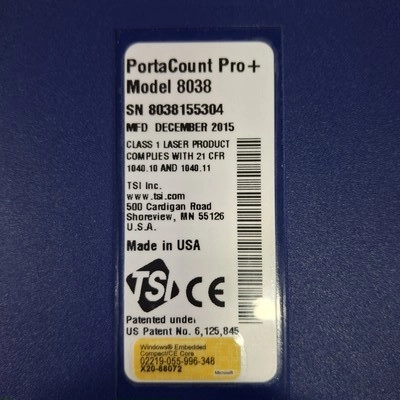 PortaCount Pro+
Model 8038
SN 8038155304
MFD DECEMBER 2015
CLASS 1 LASER PRODUCT
COMPLIES WITH 21 CFR
1040.10 AND 1040.11
TSI Inc.
www.tsi.com
500 Cardigan Road
Shoreview, MN 55126
U.S.A.
Made in USA
TSI CE
Patented under
US Patent No. 6,125,845
Windows® Embedded
Compact/CE Core
02219-055-996-348
X20-68072
Microsoft